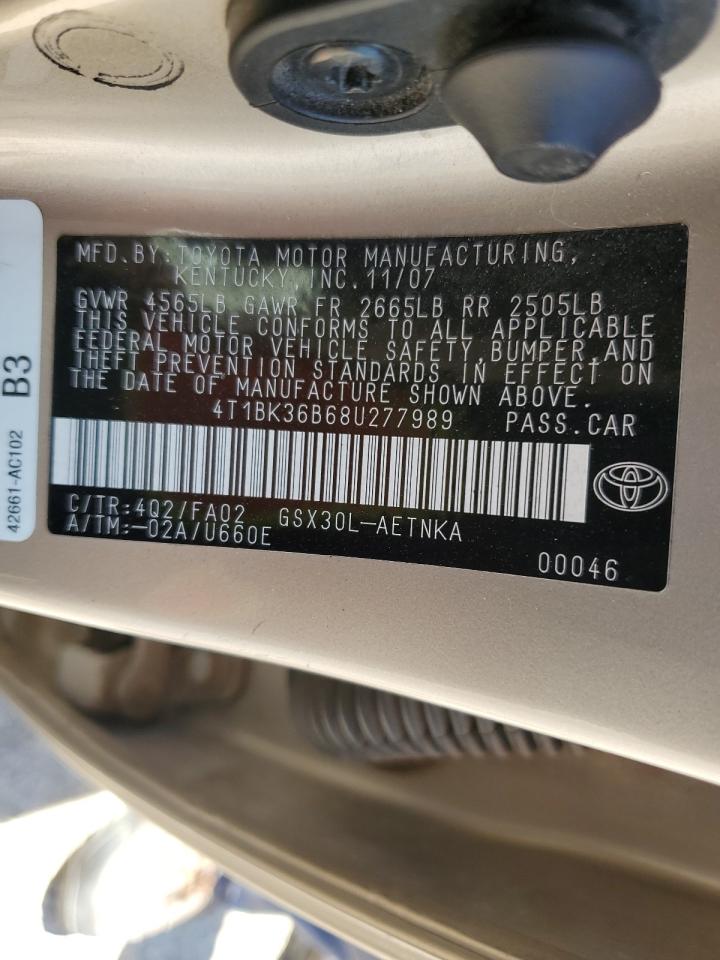 MFD.BY:TOYOTA MOTOR MANUFACTURING,
KENTUCKY, INC.11/07
GVWR 4565LB GAWR FR 2665LB RR 2505LB
THIS VEHICLE CONFORMS TO ALL APPLICABLE
FEDERAL MOTOR VEHICLE SAFETY,BUMPER,AND
THEFT PREVENTION STANDARDS IN EFFECT ON
THE DATE OF MANUFACTURE SHOWN ABOVE.
4T1BK36B68U277989 PASS.CAR
C/TR:4Q2/FA02 GSX30L-AETNKA
A/TM:-02A/U660E
00046
42661-AC102 B3